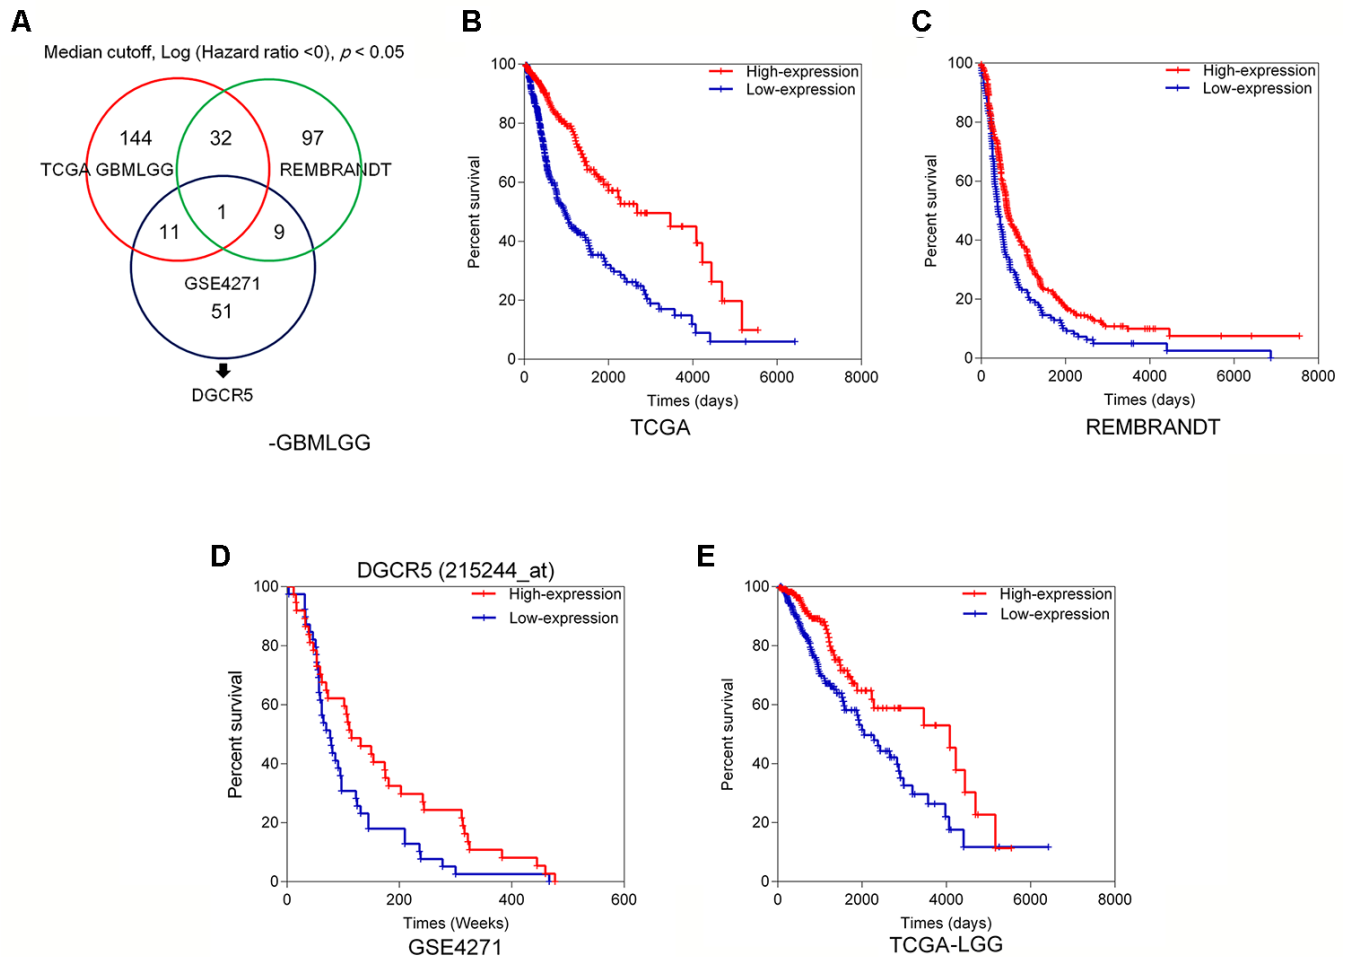 A
Median cutoff, Log (Hazard ratio <0), p < 0.05
144
32
97
TCGA GBMLGG
REMBRANDT
1
11
9
GSE4271
51
DGCR5
-GBMLGG
B
High-expression
Low-expression
100
80
60
40
20
0
Percent survival
0 2000 4000 6000 8000
Times (days)
TCGA
C
High-expression
Low-expression
100
80
60
40
20
0
Percent survival
0 2000 4000 6000 8000
Times (days)
REMBRANDT
D
DGCR5 (215244_at)
High-expression
Low-expression
100
80
60
40
20
0
Percent survival
0 200 400 600
Times (Weeks)
GSE4271
E
High-expression
Low-expression
100
80
60
40
20
0
Percent survival
0 2000 4000 6000 8000
Times (days)
TCGA-LGG